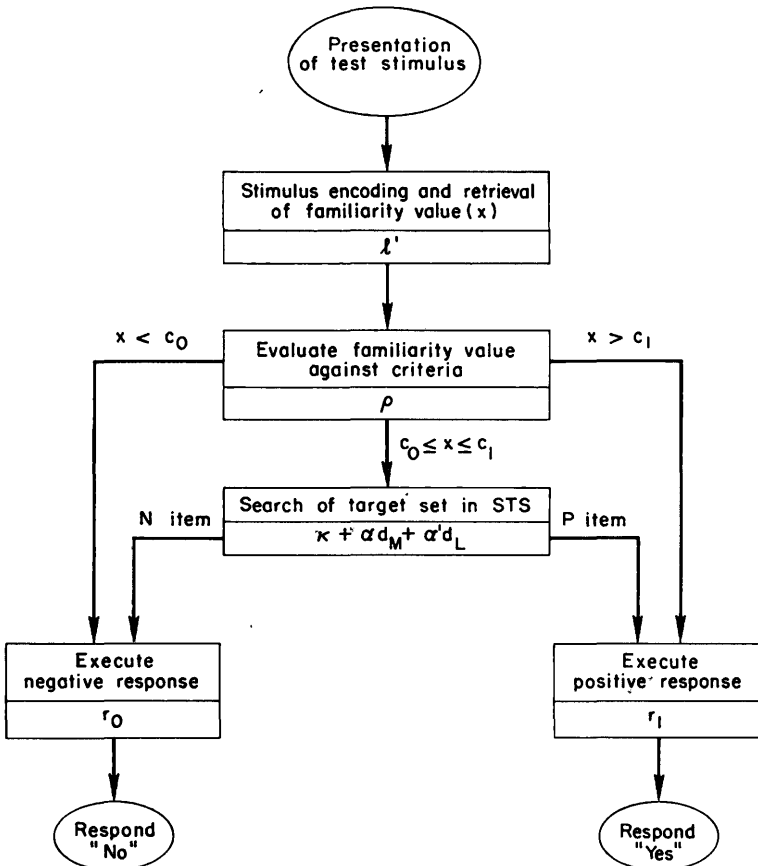 Presentation
of test stimulus
Stimulus encoding and retrieval
of familiarity value (x)
ℓ'
x < c₀
x > c₁
Evaluate familiarity value
against criteria
ρ
c₀ ≤ x ≤ c₁
N item
Search of target set in STS
P item
κ + αd_M + α'd_L
Execute
negative response
r₀
Execute
positive response
r₁
Respond
"No"
Respond
"Yes"